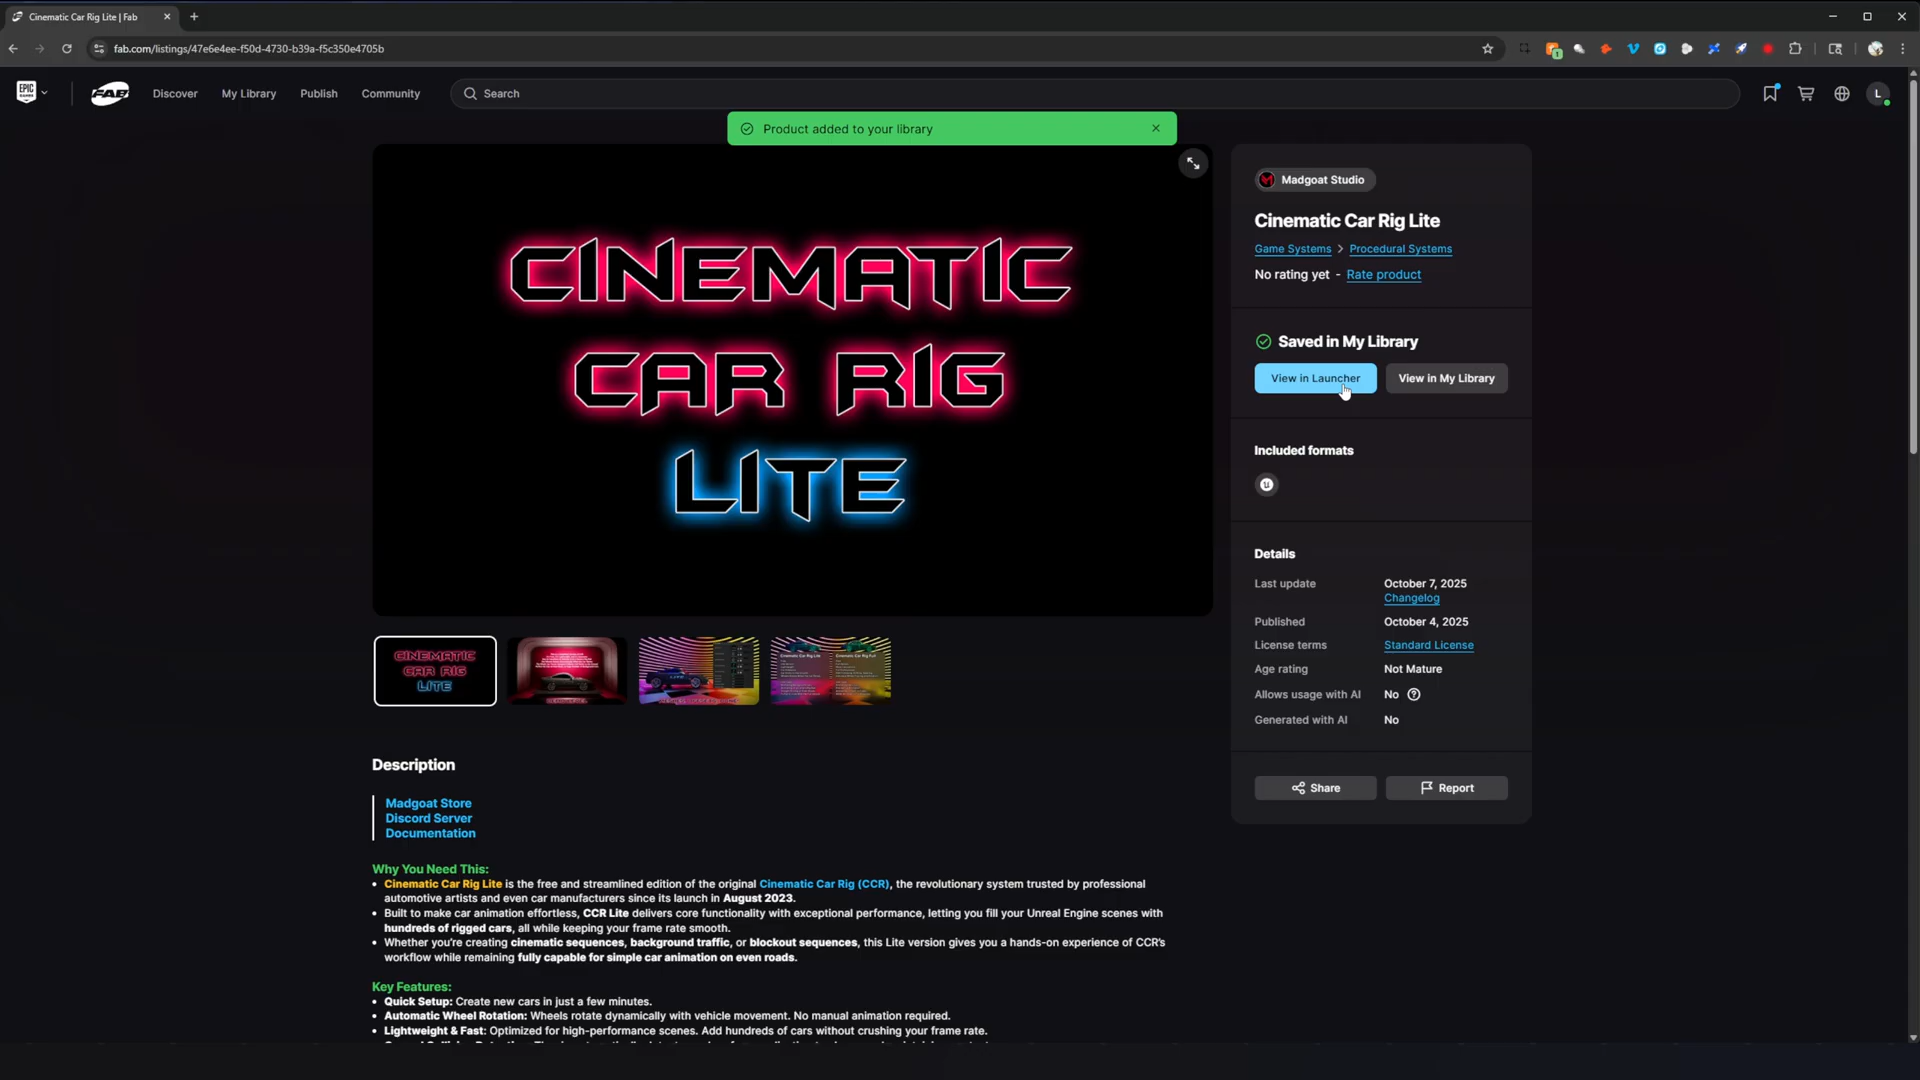 Cinematic Car Rig Lite | Fab
fab.com/listings/47e6e4ee-f50d-4730-b39a-f5c350e4705b
EPIC GAMES
FAB
Discover
My Library
Publish
Community
Search
L
Product added to your library
CINEMATIC
CAR RIG
LITE
Madgoat Studio
Cinematic Car Rig Lite
Game Systems > Procedural Systems
No rating yet - Rate product
Saved in My Library
View in Launcher
View in My Library
Included formats
Details
Last update October 7, 2025
Changelog
Published October 4, 2025
License terms Standard License
Age rating Not Mature
Allows usage with AI No
Generated with AI No
Share
Report
CINEMATIC
CAR RIG
LITE
Description
Madgoat Store
Discord Server
Documentation
Why You Need This:
• Cinematic Car Rig Lite is the free and streamlined edition of the original Cinematic Car Rig (CCR), the revolutionary system trusted by professional
automotive artists and even car manufacturers since its launch in August 2023.
• Built to make car animation effortless, CCR Lite delivers core functionality with exceptional performance, letting you fill your Unreal Engine scenes with
hundreds of rigged cars, all while keeping your frame rate smooth.
• Whether you're creating cinematic sequences, background traffic, or blockout sequences, this Lite version gives you a hands-on experience of CCR's
workflow while remaining fully capable for simple car animation on even roads.
Key Features:
• Quick Setup: Create new cars in just a few minutes.
• Automatic Wheel Rotation: Wheels rotate dynamically with vehicle movement. No manual animation required.
• Lightweight & Fast: Optimized for high-performance scenes. Add hundreds of cars without crushing your frame rate.